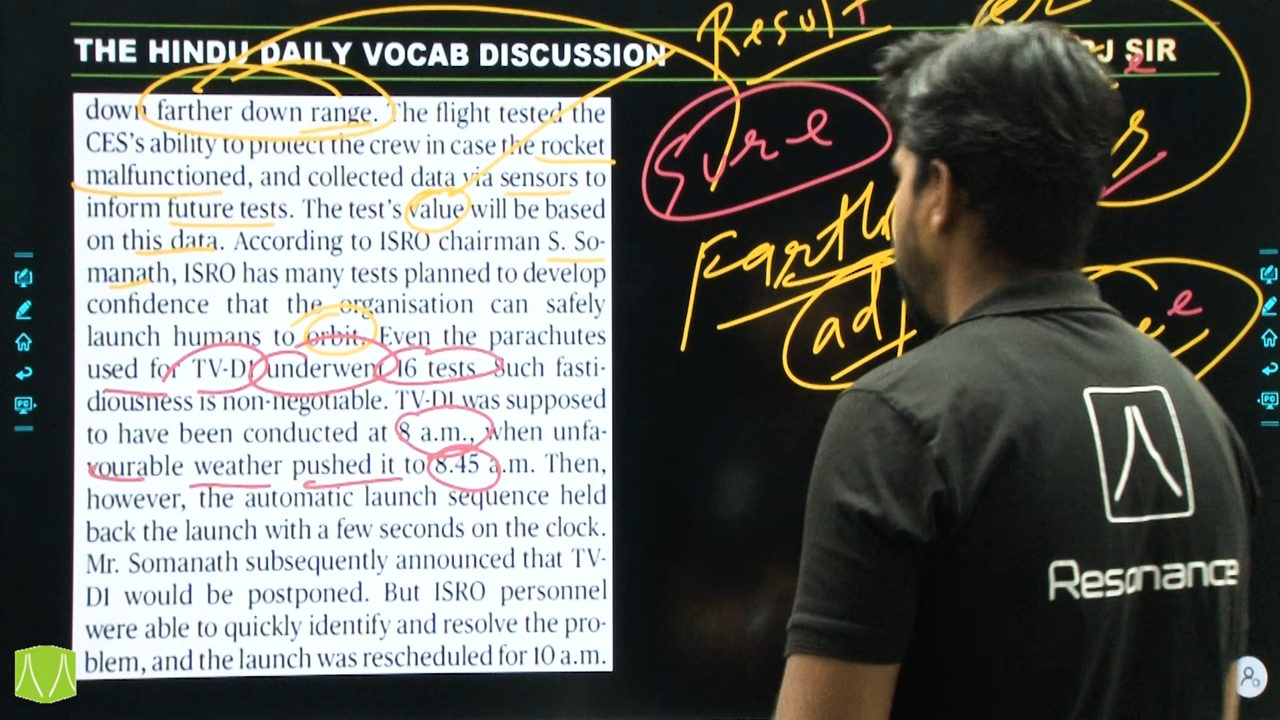 THE HINDU DAILY VOCAB DISCUSSION
J SIR
Result
down farther down range. The flight tested the
CES's ability to protect the crew in case the rocket
malfunctioned, and collected data via sensors to
inform future tests. The test's value will be based
on this data. According to ISRO chairman S. So-
manath, ISRO has many tests planned to develop
confidence that the organisation can safely
launch humans to orbit. Even the parachutes
used for TV-D1 underwent 16 tests. Such fasti-
diousness is non-negotiable. TV-D1 was supposed
to have been conducted at 8 a.m., when unfa-
vourable weather pushed it to 8.45 a.m. Then,
however, the automatic launch sequence held
back the launch with a few seconds on the clock.
Mr. Somanath subsequently announced that TV-
D1 would be postponed. But ISRO personnel
were able to quickly identify and resolve the pro-
blem, and the launch was rescheduled for 10 a.m.
Sure
Farth
adj
e
e
PC
PC
Resonance